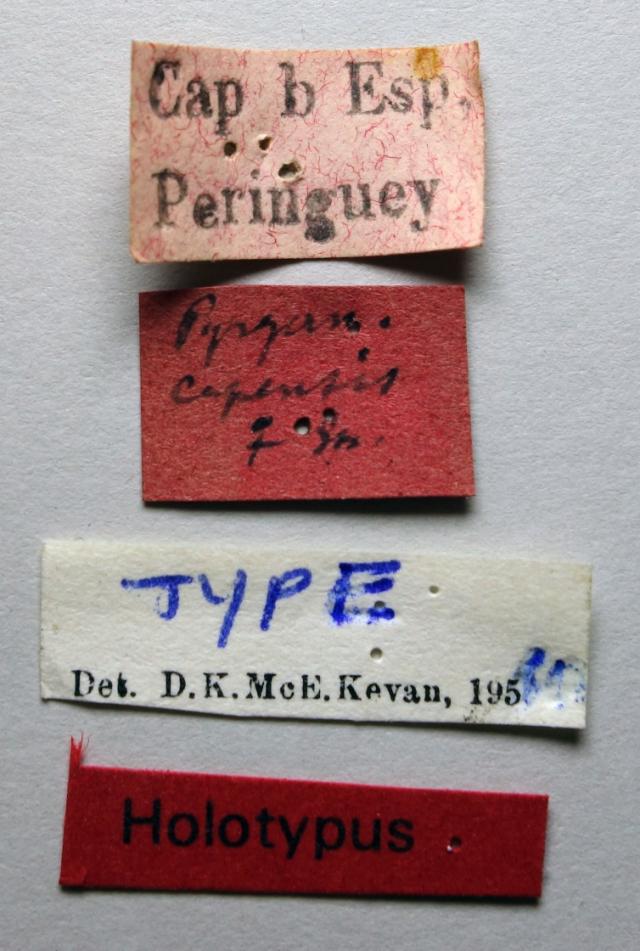 Cap b Esp.
Peringuey
Pyrgom.
capensis
TYPE
Det. D.K.McE.Kevan, 195
Holotypus